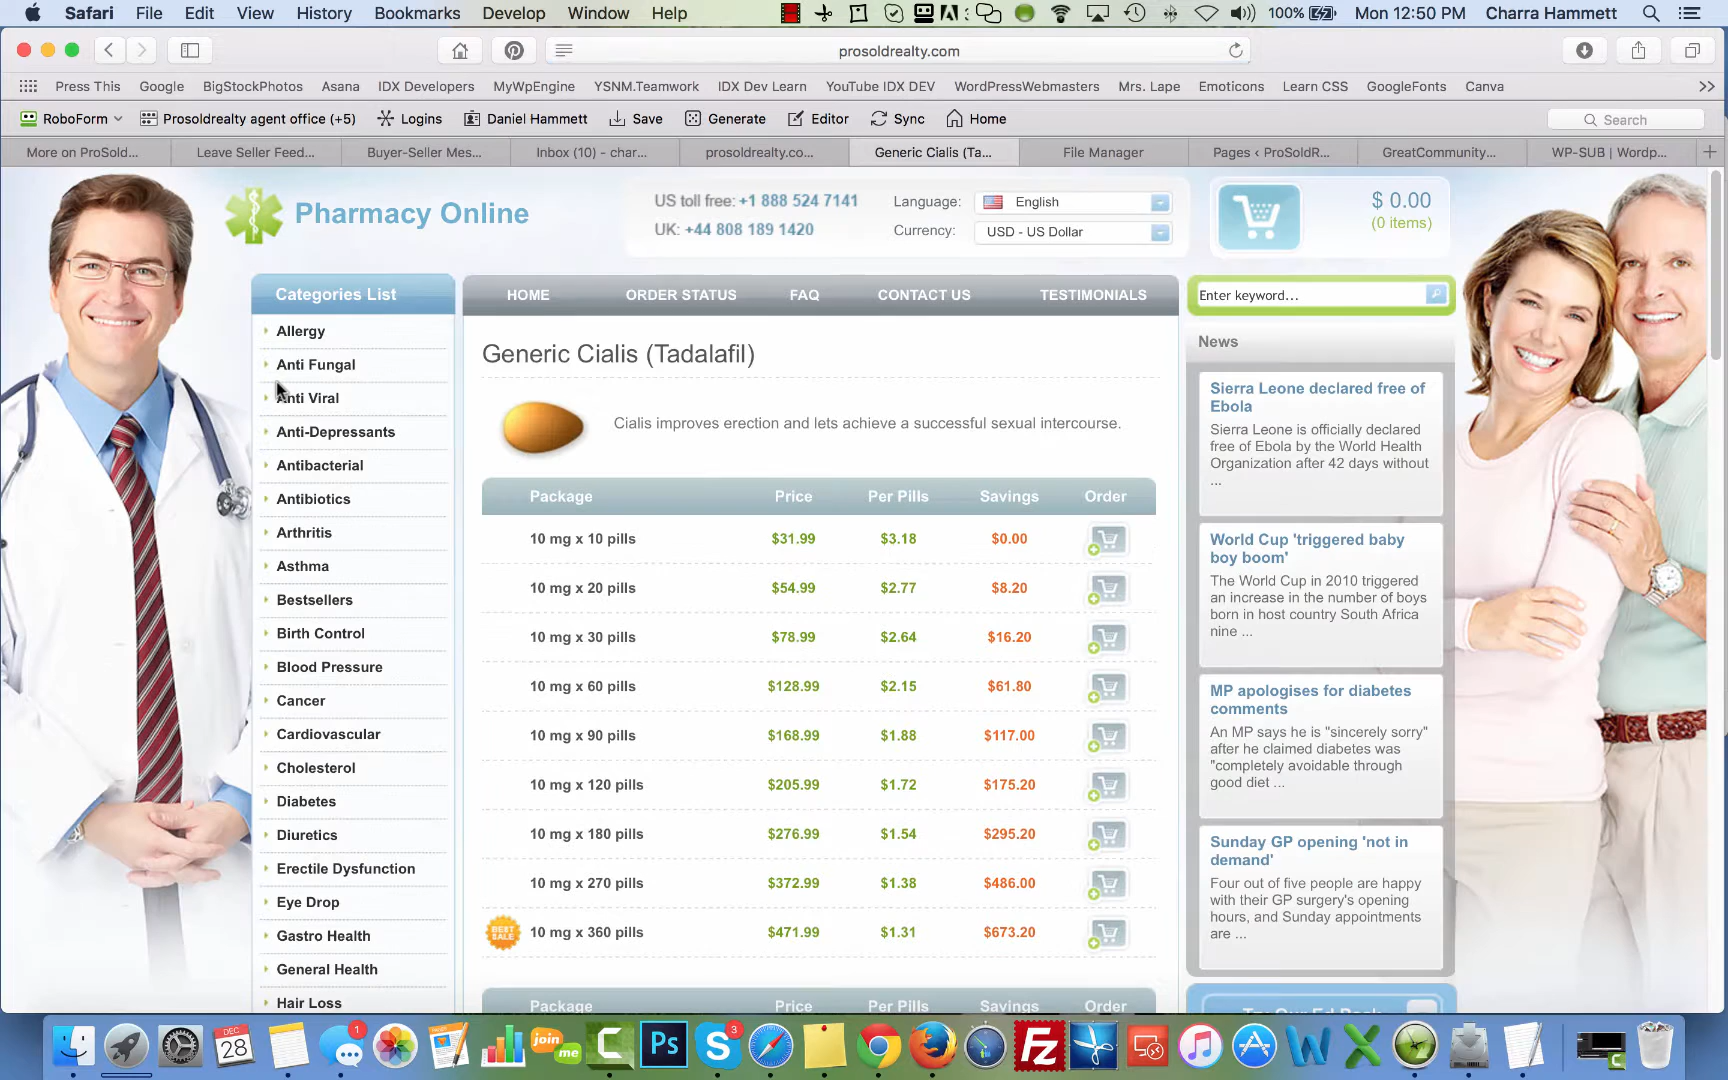 Safari File Edit View History Bookmarks Develop Window Help 100% Mon 12:50 PM Charra Hammett
prosoldrealty.com
Press This Google BigStockPhotos Asana IDX Developers MyWpEngine YSNM.Teamwork IDX Dev Learn YouTube IDX DEV WordPressWebmasters Mrs. Lape Emoticons Learn CSS GoogleFonts Canva
RoboForm Prosoldrealty agent office (+5) Logins Daniel Hammett Save Generate Editor Sync Home Search
More on ProSold... Leave Seller Feed... Buyer-Seller Mes... Inbox (10) – char... prosoldrealty.co... Generic Cialis (Ta... File Manager Pages ‹ ProSoldR... GreatCommunity... WP-SUB | Wordp...
Pharmacy Online
US toll free: +1 888 524 7141
UK: +44 808 189 1420
Language: English
Currency: USD - US Dollar
$ 0.00
(0 items)
Categories List
Allergy
Anti Fungal
Anti Viral
Anti-Depressants
Antibacterial
Antibiotics
Arthritis
Asthma
Bestsellers
Birth Control
Blood Pressure
Cancer
Cardiovascular
Cholesterol
Diabetes
Diuretics
Erectile Dysfunction
Eye Drop
Gastro Health
General Health
Hair Loss
HOME ORDER STATUS FAQ CONTACT US TESTIMONIALS
Generic Cialis (Tadalafil)
Cialis improves erection and lets achieve a successful sexual intercourse.
Package Price Per Pills Savings Order
10 mg x 10 pills $31.99 $3.18 $0.00
10 mg x 20 pills $54.99 $2.77 $8.20
10 mg x 30 pills $78.99 $2.64 $16.20
10 mg x 60 pills $128.99 $2.15 $61.80
10 mg x 90 pills $168.99 $1.88 $117.00
10 mg x 120 pills $205.99 $1.72 $175.20
10 mg x 180 pills $276.99 $1.54 $295.20
10 mg x 270 pills $372.99 $1.38 $486.00
BEST SALE 10 mg x 360 pills $471.99 $1.31 $673.20
Package Price Per Pills Savings Order
Enter keyword...
News
Sierra Leone declared free of
Ebola
Sierra Leone is officially declared
free of Ebola by the World Health
Organization after 42 days without
...
World Cup 'triggered baby
boy boom'
The World Cup in 2010 triggered
an increase in the number of boys
born in host country South Africa
nine ...
MP apologises for diabetes
comments
An MP says he is "sincerely sorry"
after he claimed diabetes was
"completely avoidable through
good diet ...
Sunday GP opening 'not in
demand'
Four out of five people are happy
with their GP surgery's opening
hours, and Sunday appointments
are ...
DEC
28
1
join
me
Ps
3
Fz